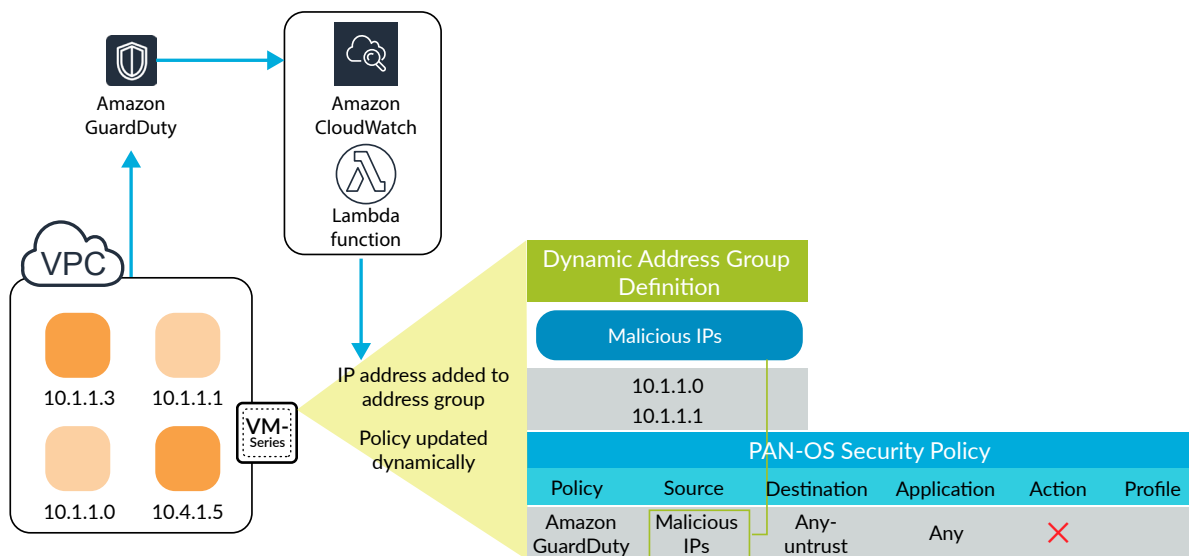 Amazon
GuardDuty
Amazon
CloudWatch
Lambda
function
VPC
10.1.1.3
10.1.1.1
10.1.1.0
10.4.1.5
VM-
Series
IP address added to
address group
Policy updated
dynamically
Dynamic Address Group
Definition
Malicious IPs
10.1.1.0
10.1.1.1
PAN-OS Security Policy
Policy Source Destination Application Action Profile
Amazon
GuardDuty
Malicious
IPs
Any-
untrust
Any